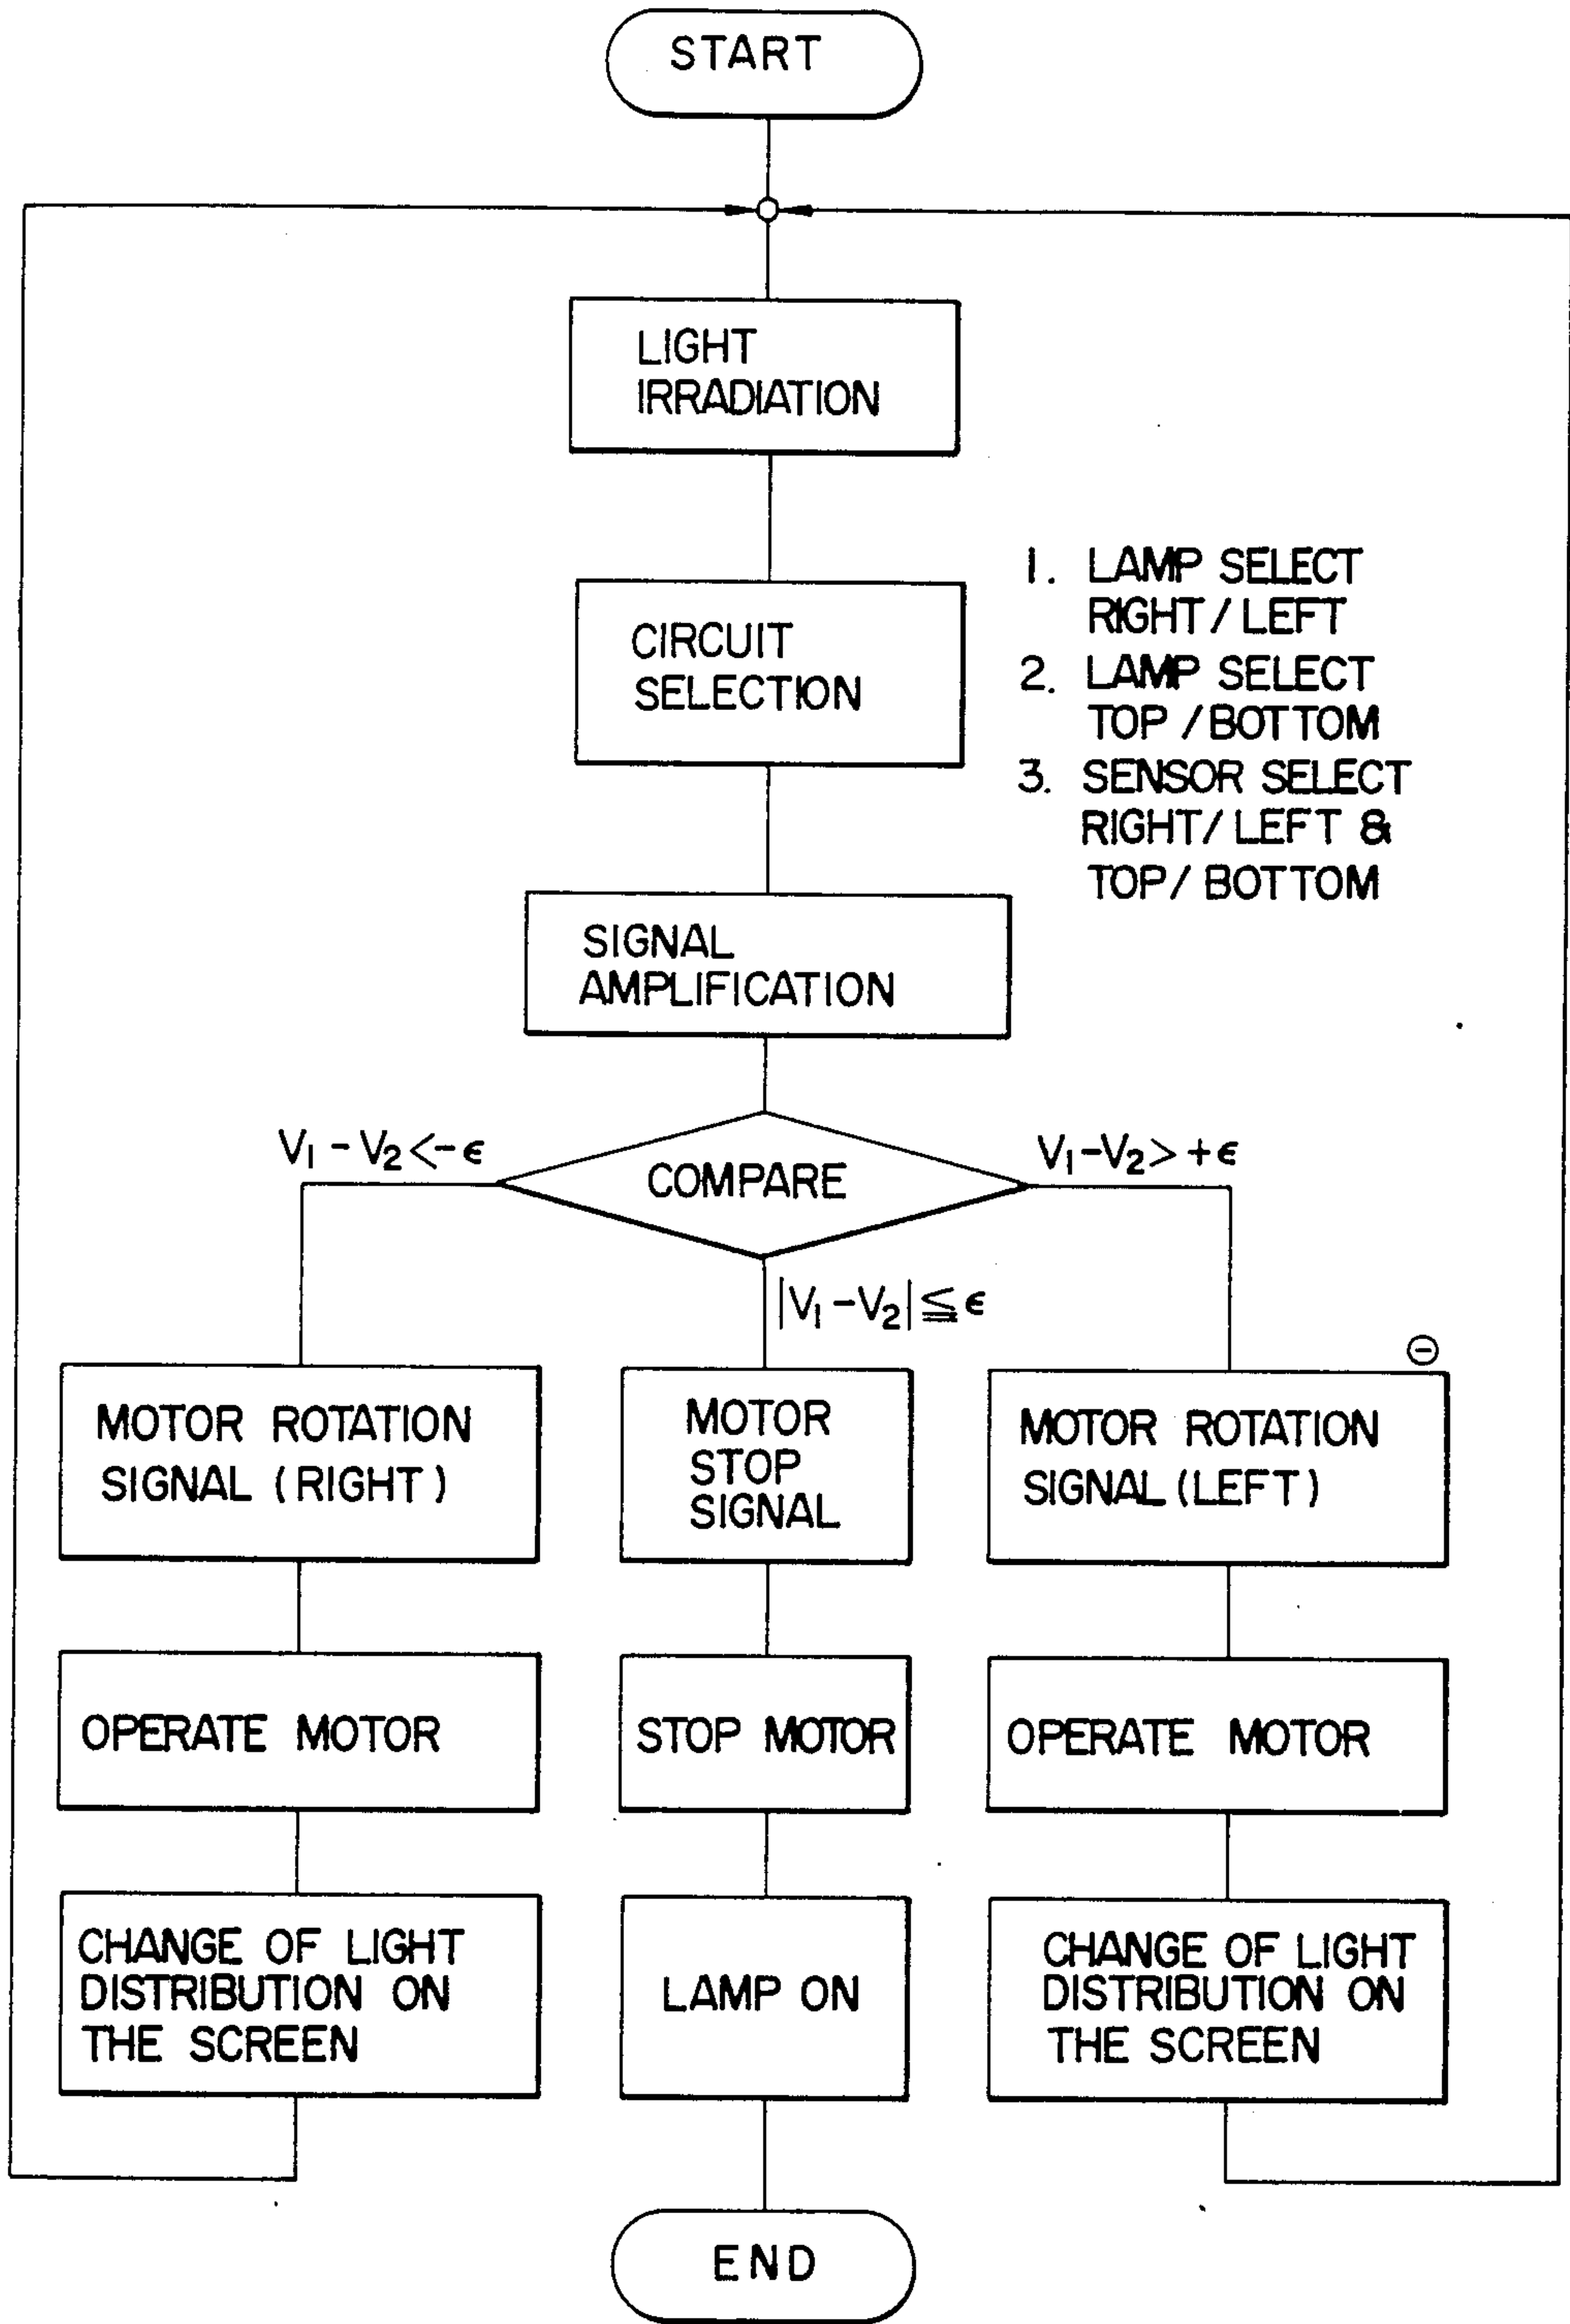 START
LIGHT
IRRADIATION
CIRCUIT
SELECTION
1. LAMP SELECT
RIGHT / LEFT
2. LAMP SELECT
TOP / BOTTOM
3. SENSOR SELECT
RIGHT / LEFT &
TOP / BOTTOM
SIGNAL
AMPLIFICATION
COMPARE
V₁ - V₂ < - ϵ
|V₁ - V₂| ≦ ϵ
V₁ - V₂ > + ϵ
MOTOR ROTATION
SIGNAL (RIGHT)
OPERATE MOTOR
CHANGE OF LIGHT
DISTRIBUTION ON
THE SCREEN
MOTOR
STOP
SIGNAL
STOP MOTOR
LAMP ON
⊖
MOTOR ROTATION
SIGNAL (LEFT)
OPERATE MOTOR
CHANGE OF LIGHT
DISTRIBUTION ON
THE SCREEN
END